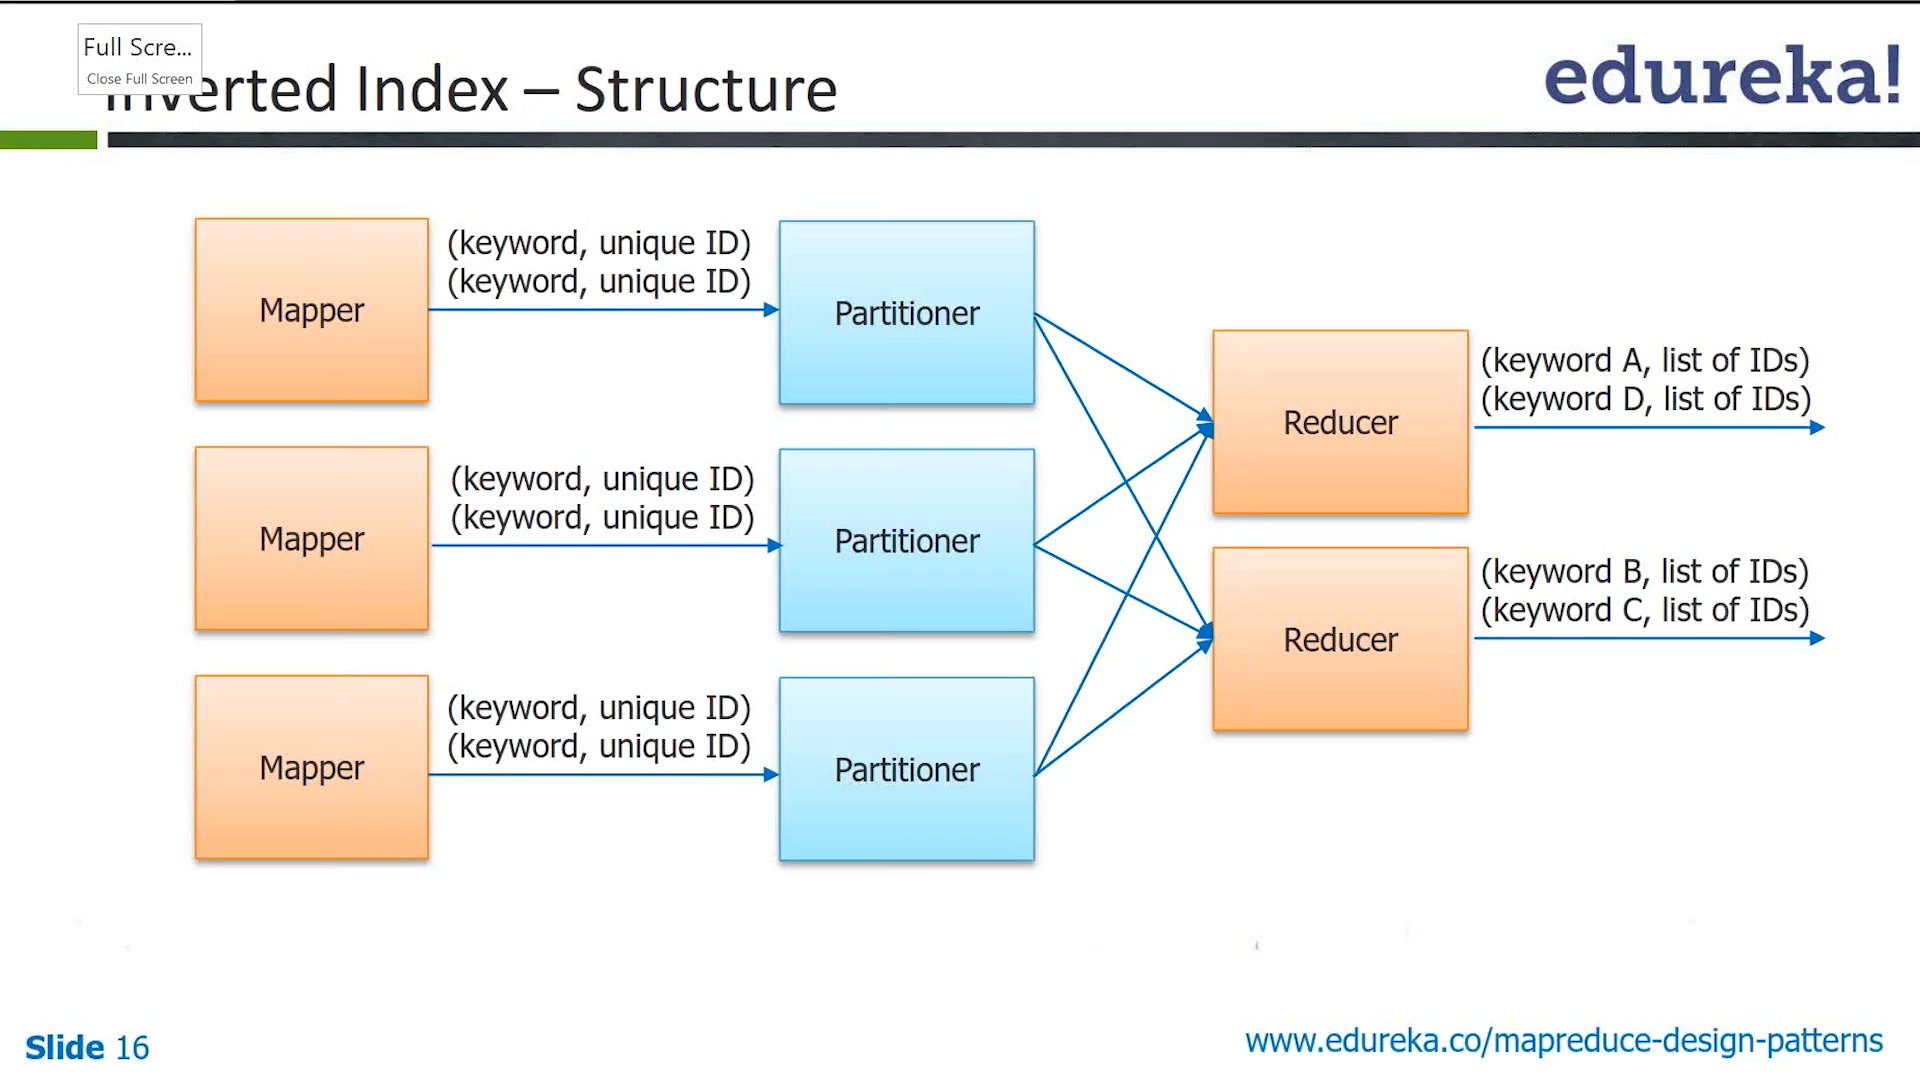 Full Scre...
Close Full Screen
Inverted Index – Structure
edureka!
Mapper
(keyword, unique ID)
(keyword, unique ID)
Partitioner
Mapper
(keyword, unique ID)
(keyword, unique ID)
Partitioner
Mapper
(keyword, unique ID)
(keyword, unique ID)
Partitioner
Reducer
(keyword A, list of IDs)
(keyword D, list of IDs)
Reducer
(keyword B, list of IDs)
(keyword C, list of IDs)
Slide 16
www.edureka.co/mapreduce-design-patterns